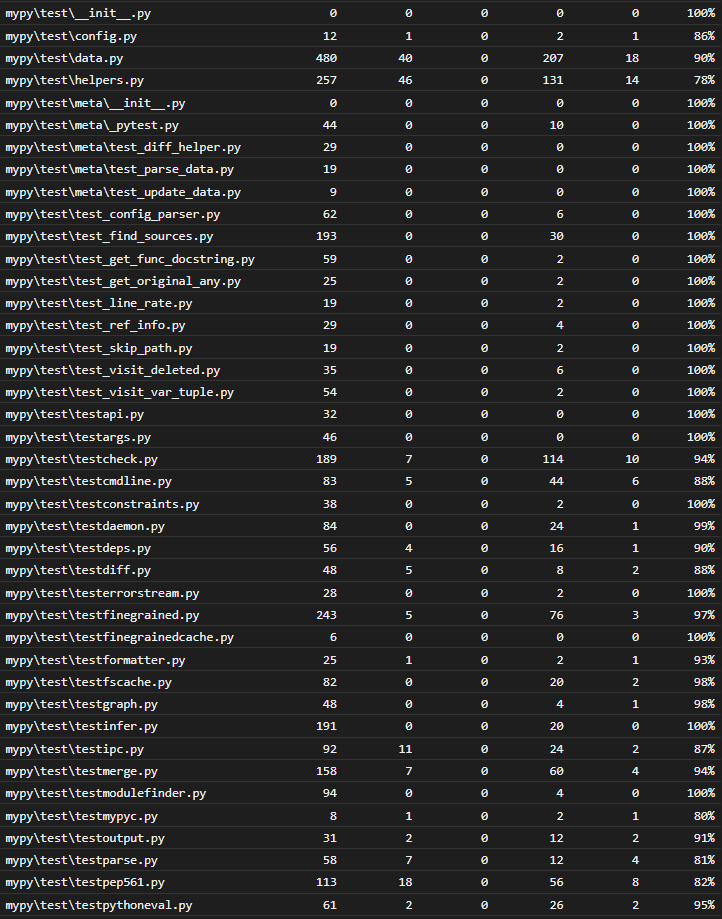 mypy\test\__init__.py 0 0 0 0 0 100%
mypy\test\config.py 12 1 0 2 1 86%
mypy\test\data.py 480 40 0 207 18 90%
mypy\test\helpers.py 257 46 0 131 14 78%
mypy\test\meta\__init__.py 0 0 0 0 0 100%
mypy\test\meta\_pytest.py 44 0 0 10 0 100%
mypy\test\meta\test_diff_helper.py 29 0 0 0 0 100%
mypy\test\meta\test_parse_data.py 19 0 0 0 0 100%
mypy\test\meta\test_update_data.py 9 0 0 0 0 100%
mypy\test\test_config_parser.py 62 0 0 6 0 100%
mypy\test\test_find_sources.py 193 0 0 30 0 100%
mypy\test\test_get_func_docstring.py 59 0 0 2 0 100%
mypy\test\test_get_original_any.py 25 0 0 2 0 100%
mypy\test\test_line_rate.py 19 0 0 2 0 100%
mypy\test\test_ref_info.py 29 0 0 4 0 100%
mypy\test\test_skip_path.py 19 0 0 2 0 100%
mypy\test\test_visit_deleted.py 35 0 0 6 0 100%
mypy\test\test_visit_var_tuple.py 54 0 0 2 0 100%
mypy\test\testapi.py 32 0 0 0 0 100%
mypy\test\testargs.py 46 0 0 0 0 100%
mypy\test\testcheck.py 189 7 0 114 10 94%
mypy\test\testcmdline.py 83 5 0 44 6 88%
mypy\test\testconstraints.py 38 0 0 2 0 100%
mypy\test\testdaemon.py 84 0 0 24 1 99%
mypy\test\testdeps.py 56 4 0 16 1 90%
mypy\test\testdiff.py 48 5 0 8 2 88%
mypy\test\testerrorstream.py 28 0 0 2 0 100%
mypy\test\testfinegrained.py 243 5 0 76 3 97%
mypy\test\testfinegrainedcache.py 6 0 0 0 0 100%
mypy\test\testformatter.py 25 1 0 2 1 93%
mypy\test\testfscache.py 82 0 0 20 2 98%
mypy\test\testgraph.py 48 0 0 4 1 98%
mypy\test\testinfer.py 191 0 0 20 0 100%
mypy\test\testipc.py 92 11 0 24 2 87%
mypy\test\testmerge.py 158 7 0 60 4 94%
mypy\test\testmodulefinder.py 94 0 0 4 0 100%
mypy\test\testmypyc.py 8 1 0 2 1 80%
mypy\test\testoutput.py 31 2 0 12 2 91%
mypy\test\testparse.py 58 7 0 12 4 81%
mypy\test\testpep561.py 113 18 0 56 8 82%
mypy\test\testpythoneval.py 61 2 0 26 2 95%